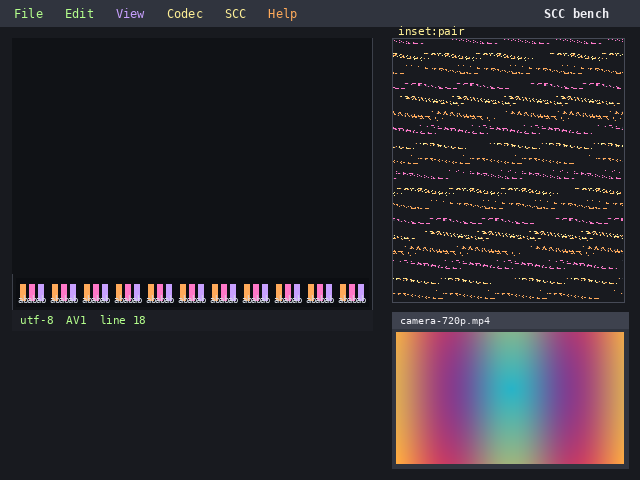 File Edit View Codec SCC Help SCC bench
inset:pair
utf-8 AV1 line 18
camera-720p.mp4